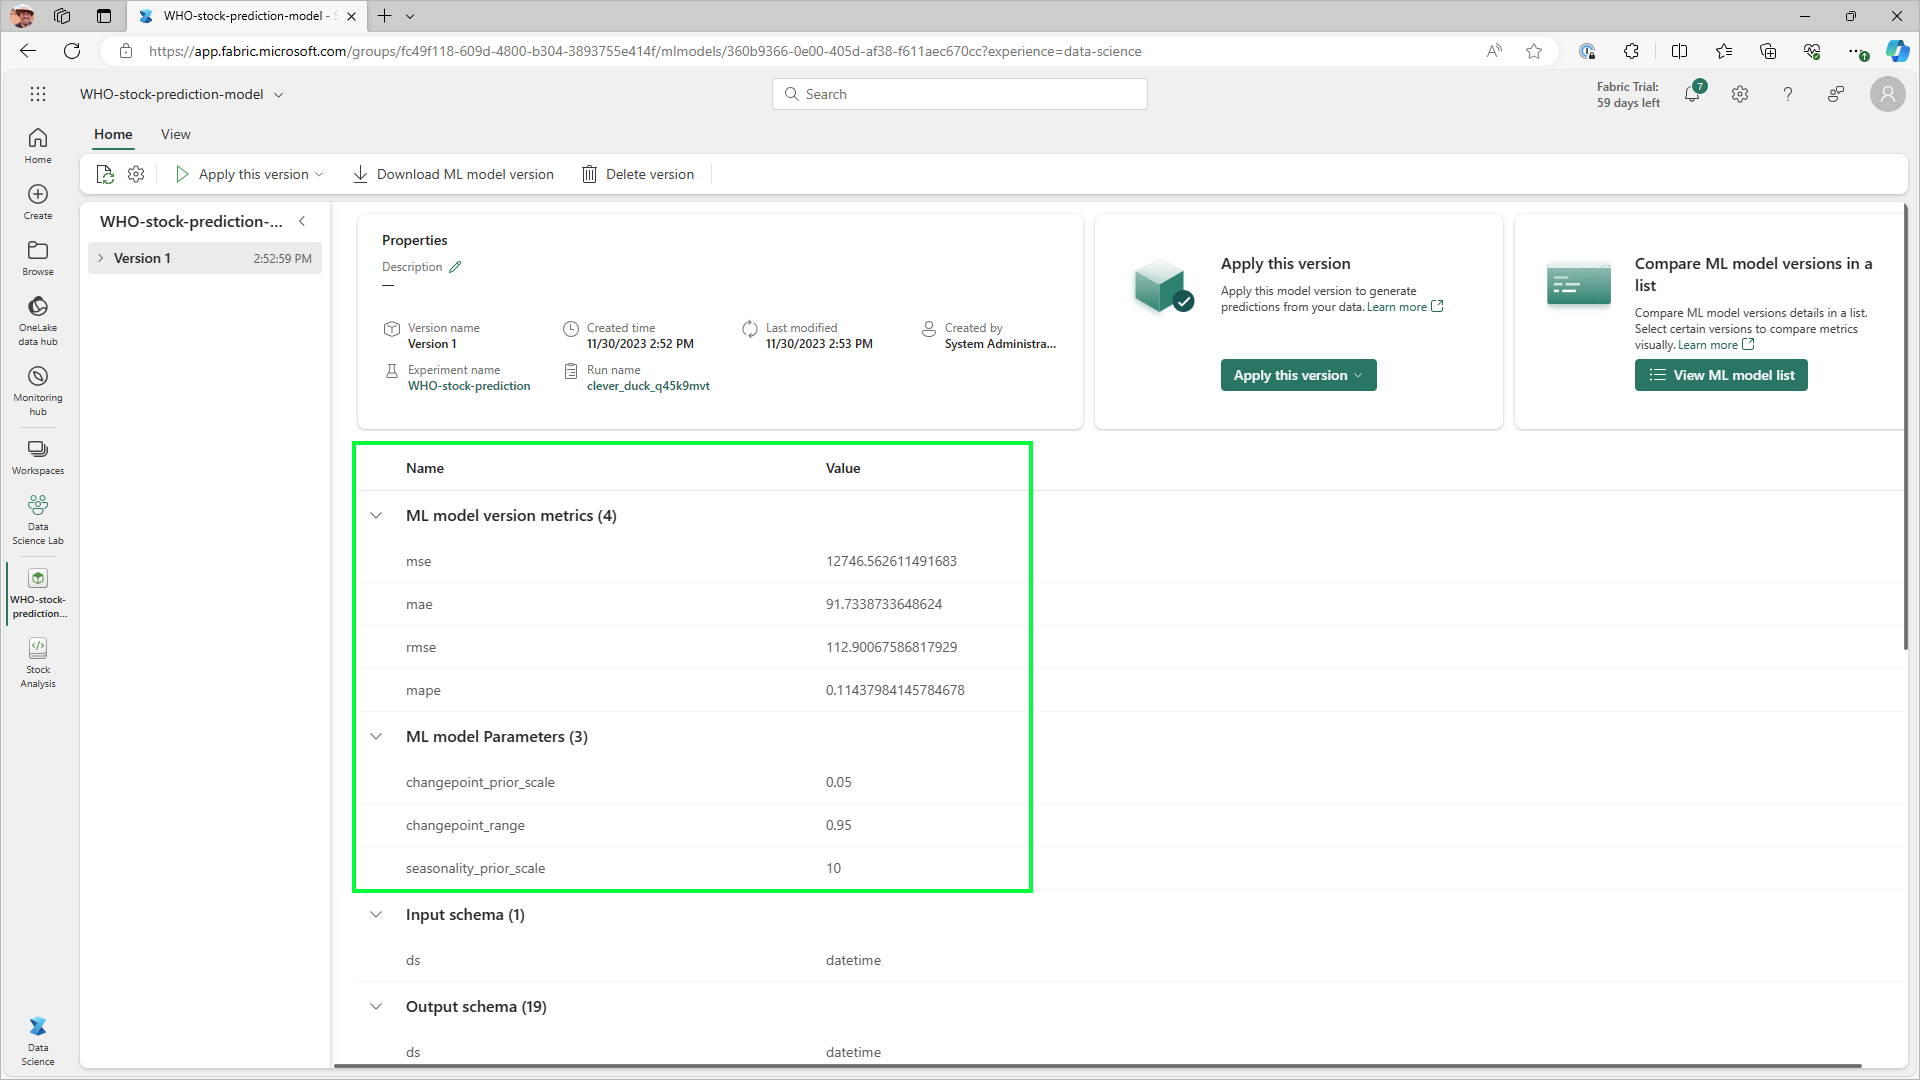 WHO-stock-prediction-model - S
https://app.fabric.microsoft.com/groups/fc49f118-609d-4800-b304-3893755e414f/mlmodels/360b9366-0e00-405d-af38-f611aec670cc?experience=data-science
WHO-stock-prediction-model
Search
Fabric Trial:
59 days left
7
Home
View
Apply this version
Download ML model version
Delete version
Home
Create
Browse
OneLake
data hub
Monitoring
hub
Workspaces
Data
Science Lab
WHO-stock-
prediction...
Stock
Analysis
Data
Science
WHO-stock-prediction-...
Version 1
2:52:59 PM
Properties
Description
—
Version name
Version 1
Created time
11/30/2023 2:52 PM
Last modified
11/30/2023 2:53 PM
Created by
System Administra...
Experiment name
WHO-stock-prediction
Run name
clever_duck_q45k9mvt
Apply this version
Apply this model version to generate
predictions from your data. Learn more
Apply this version
Compare ML model versions in a
list
Compare ML model versions details in a list.
Select certain versions to compare metrics
visually. Learn more
View ML model list
Name Value
ML model version metrics (4)
mse 12746.562611491683
mae 91.7338733648624
rmse 112.90067586817929
mape 0.11437984145784678
ML model Parameters (3)
changepoint_prior_scale 0.05
changepoint_range 0.95
seasonality_prior_scale 10
Input schema (1)
ds datetime
Output schema (19)
ds datetime